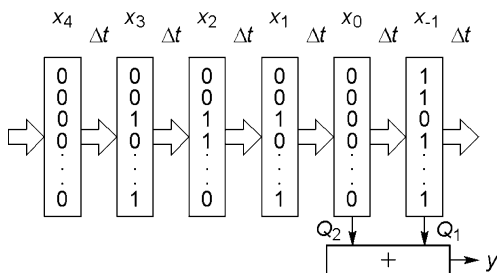 x4 x3 x2 x1 x0 x-1
Δt Δt Δt Δt Δt Δt
0 0 0 0 0 1
0 0 0 0 0 1
0 1 1 1 0 0
0 0 1 0 0 1
. . . . . .
. . . . . .
. . . . . .
0 1 0 1 0 1
Q2 Q1
+ y